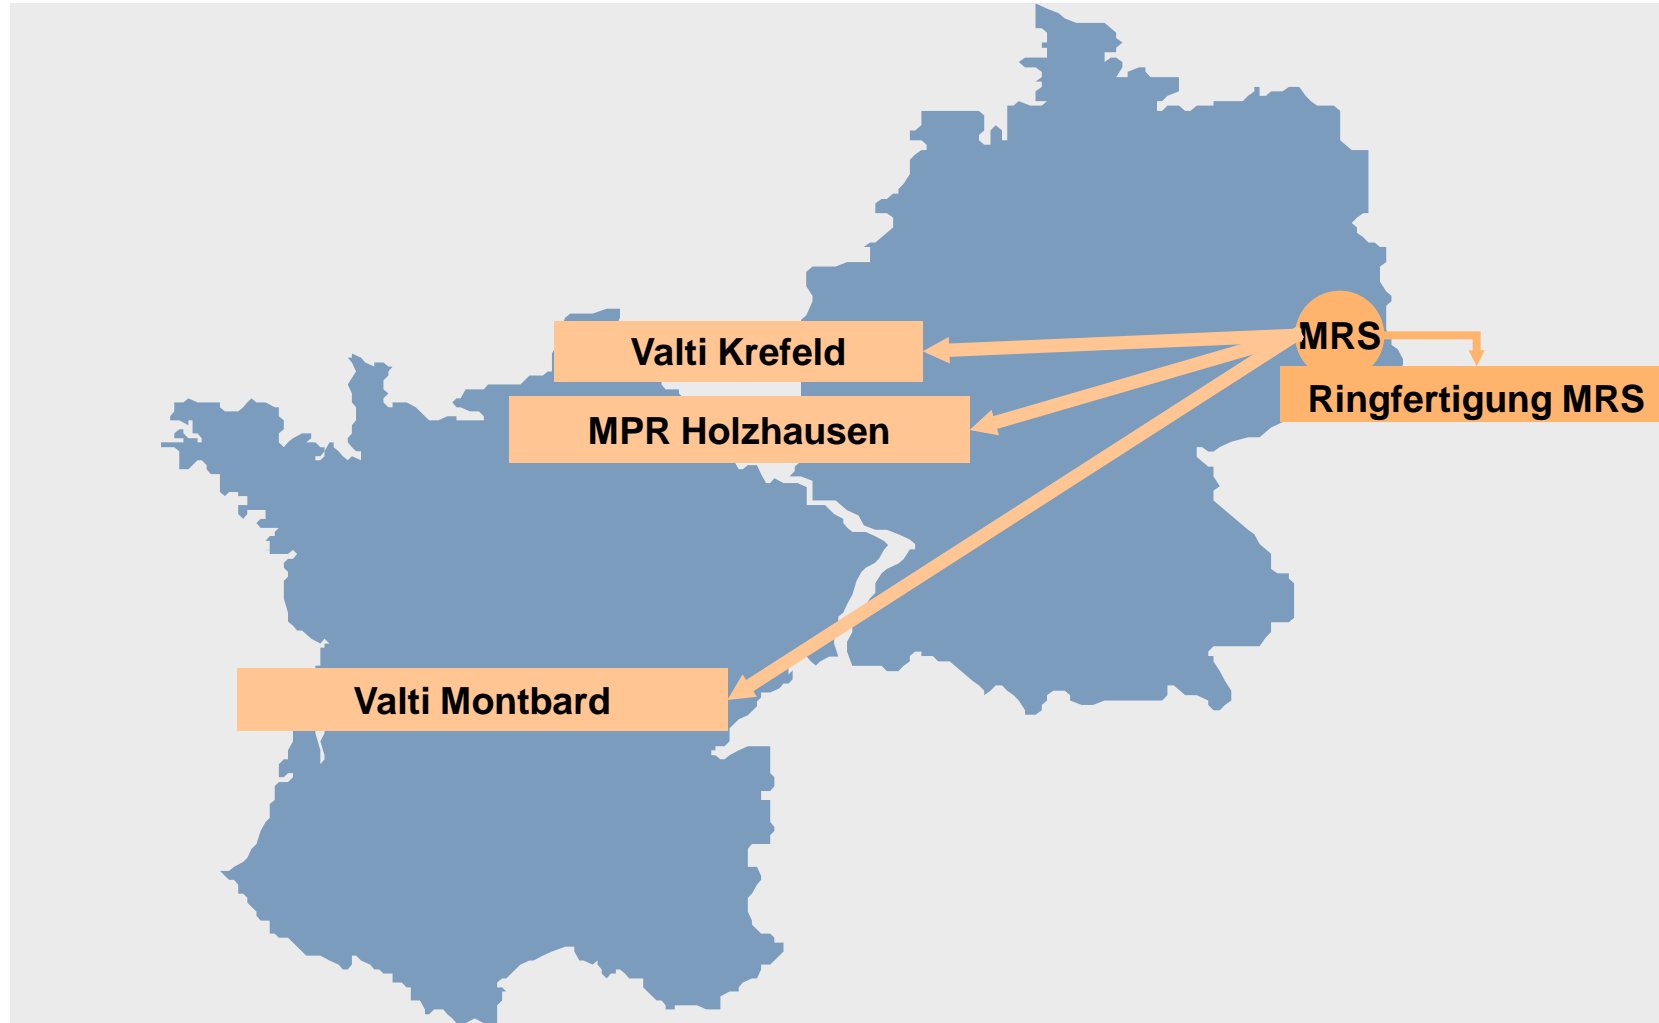 MRS
Valti Krefeld
Ringfertigung MRS
MPR Holzhausen
Valti Montbard